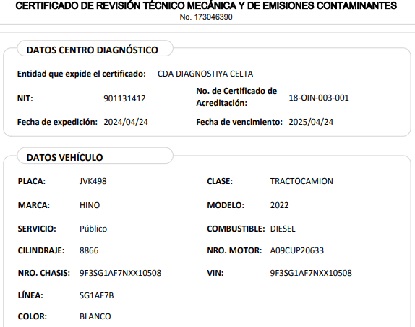 CERTIFICADO DE REVISIÓN TÉCNICO MECÁNICA Y DE EMISIONES CONTAMINANTES
No. 173046390
DATOS CENTRO DIAGNÓSTICO
Entidad que expide el certificado: CDA DIAGNOSTIYA CELTA
NIT: 901131412 No. de Certificado de Acreditación: 18-OIN-003-001
Fecha de expedición: 2024/04/24 Fecha de vencimiento: 2025/04/24
DATOS VEHÍCULO
PLACA: JVK498 CLASE: TRACTOCAMION
MARCA: HINO MODELO: 2022
SERVICIO: Público COMBUSTIBLE: DIESEL
CILINDRAJE: 8866 NRO. MOTOR: A09CUP20633
NRO. CHASIS: 9F3SG1AF7NXX10508 VIN: 9F3SG1AF7NXX10508
LÍNEA: SG1AF7B
COLOR: BLANCO